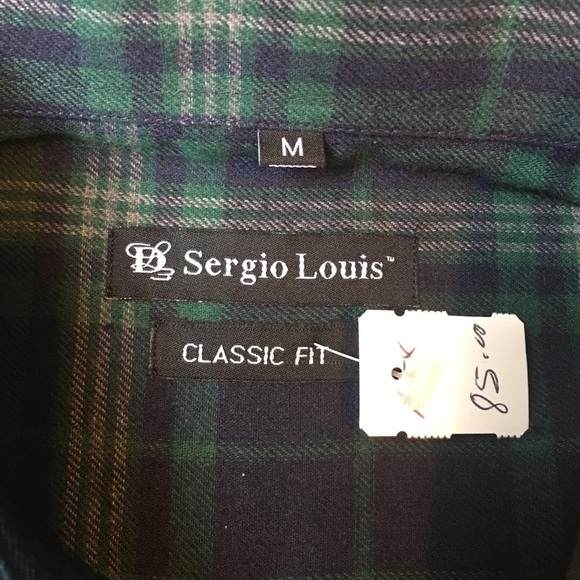 M
Sergio Louis™
CLASSIC FIT
85.00